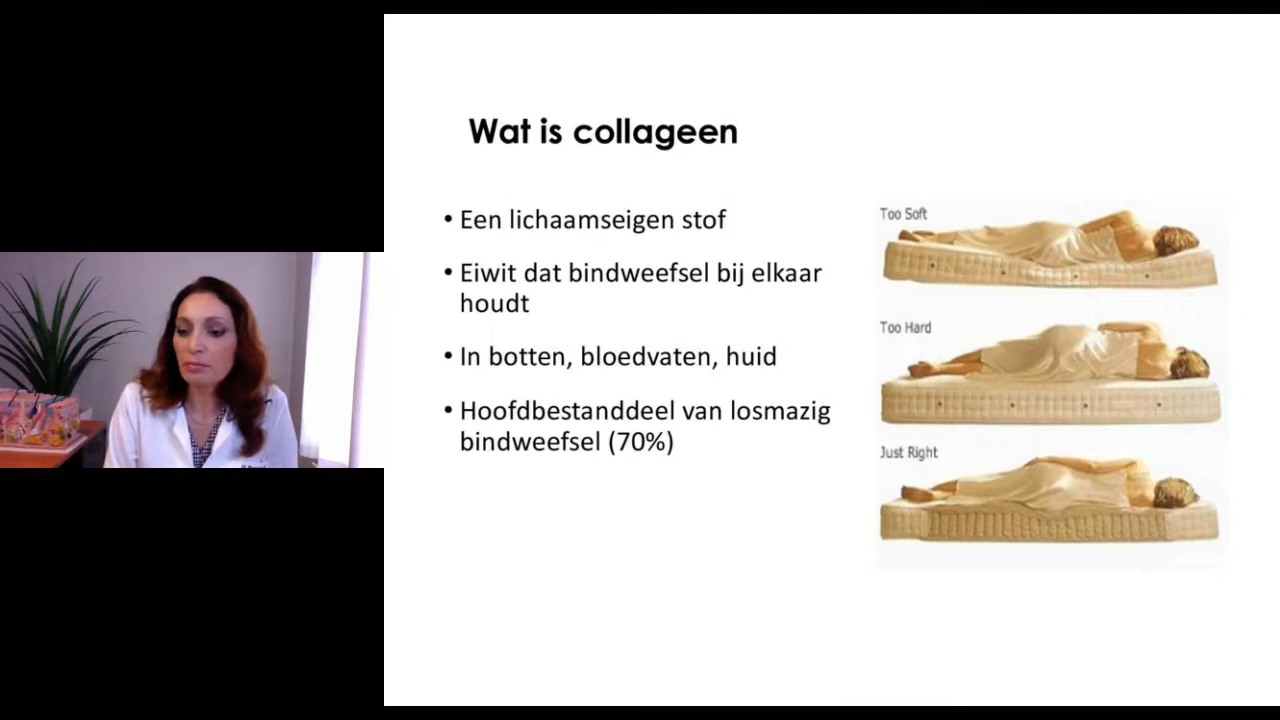 Wat is collageen
• Een lichaamseigen stof
• Eiwit dat bindweefsel bij elkaar
houdt
• In botten, bloedvaten, huid
• Hoofdbestanddeel van losmazig
bindweefsel (70%)
Too Soft
Too Hard
Just Right